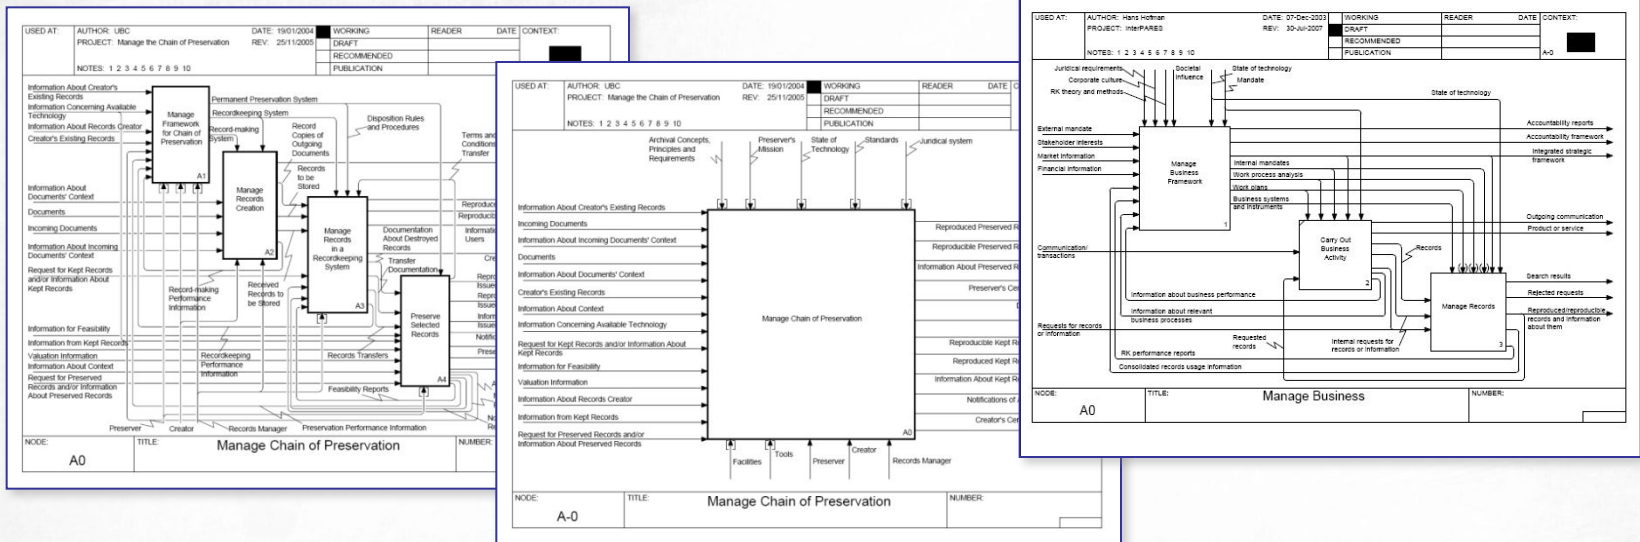 USED AT:
AUTHOR: UBC
DATE: 19/01/2004
WORKING
READER
DATE
CONTEXT:
PROJECT: Manage the Chain of Preservation
REV: 25/11/2005
DRAFT
RECOMMENDED
NOTES: 1 2 3 4 5 6 7 8 9 10
PUBLICATION
Information About Creator's
Existing Records
Information Concerning Available
Technology
Information About Records Creator
Creator's Existing Records
Manage
Framework
for Chain of
Preservation
A1
Permanent Preservation System
Recordkeeping System
Record-making
System
Record
Copies of
Outgoing
Documents
Disposition Rules
and Procedures
Terms and
Conditions
Transfer
Records
to be
Stored
Information About
Documents' Context
Documents
Incoming Documents
Information About Incoming
Documents' Context
Request for Kept Records
and/or Information About
Kept Records
Manage
Records
Creation
A2
Manage
Records
in a
Recordkeeping
System
A3
Documentation
About Destroyed
Records
Transfer
Documentation
Users
Record-making
Performance
Information
Received
Records to
be Stored
Preserve
Selected
Records
A4
Information for Feasibility
Information from Kept Records
Valuation Information
Information About Context
Request for Preserved
Records and/or Information
About Preserved Records
Recordkeeping
Performance
Information
Records Transfers
Feasibility Reports
Preserver
Creator
Records Manager
Preservation Performance Information
NODE:
A0
TITLE:
Manage Chain of Preservation
NUMBER:
USED AT:
AUTHOR: UBC
DATE: 19/01/2004
WORKING
READER
DATE
PROJECT: Manage the Chain of Preservation
REV: 25/11/2005
DRAFT
RECOMMENDED
NOTES: 1 2 3 4 5 6 7 8 9 10
PUBLICATION
Archival Concepts,
Principles and
Requirements
Preserver's
Mission
State of
Technology
Standards
Juridical system
Information About Creator's Existing Records
Incoming Documents
Information About Incoming Documents' Context
Documents
Information About Documents' Context
Creator's Existing Records
Information About Context
Information Concerning Available Technology
Request for Kept Records and/or Information About
Kept Records
Information for Feasibility
Valuation Information
Information About Records Creator
Information from Kept Records
Request for Preserved Records and/or
Information About Preserved Records
Manage Chain of Preservation
A0
Reproduced Preserved R
Reproducible Preserved R
Information About Preserved R
Preserver's Cer
Reproducible Kept R
Reproduced Kept R
Information About Kept R
Notifications of
Creator's Cer
Facilities
Tools
Preserver
Creator
Records Manager
NODE:
A-0
TITLE:
Manage Chain of Preservation
NUMBER:
USED AT:
AUTHOR: Hans Hofman
DATE: 07-Dec-2003
WORKING
READER
DATE
CONTEXT:
PROJECT: InterPARES
REV: 30-Jul-2007
DRAFT
RECOMMENDED
NOTES: 1 2 3 4 5 6 7 8 9 10
PUBLICATION
A-0
Juridical requirements
Corporate culture
RK theory and methods
Societal
influence
State of technology
Mandate
State of technology
External mandate
Stakeholder interests
Market information
Financial information
Manage
Business
Framework
1
Internal mandates
Work process analysis
Work plans
Business systems
and instruments
Accountability reports
Accountability framework
Integrated strategic
framework
Outgoing communication
Product or service
Communication/
transactions
Carry Out
Business
Activity
2
Records
Manage Records
3
Search results
Rejected requests
Reproduced/reproducible
records and information
about them
Information about business performance
Information about relevant
business processes
Requests for records
or information
Requested
records
Internal requests for
records or information
RK performance reports
Consolidated records usage information
NODE:
A0
TITLE:
Manage Business
NUMBER: